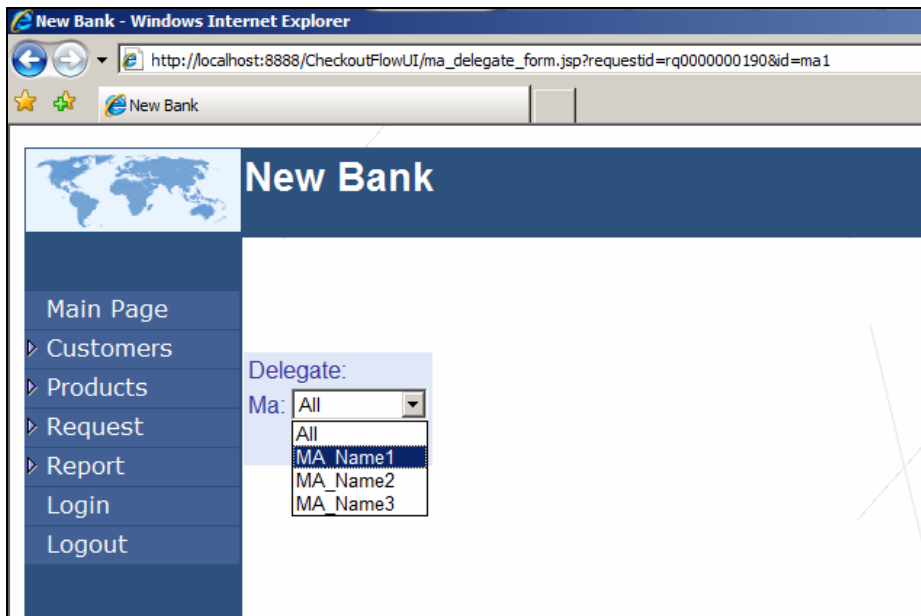 New Bank - Windows Internet Explorer
http://localhost:8888/CheckoutFlowUI/ma_delegate_form.jsp?requestid=rq0000000190&id=ma1
New Bank
New Bank
Main Page
Customers
Products
Request
Report
Login
Logout
Delegate:
Ma: All
All
MA_Name1
MA_Name2
MA_Name3